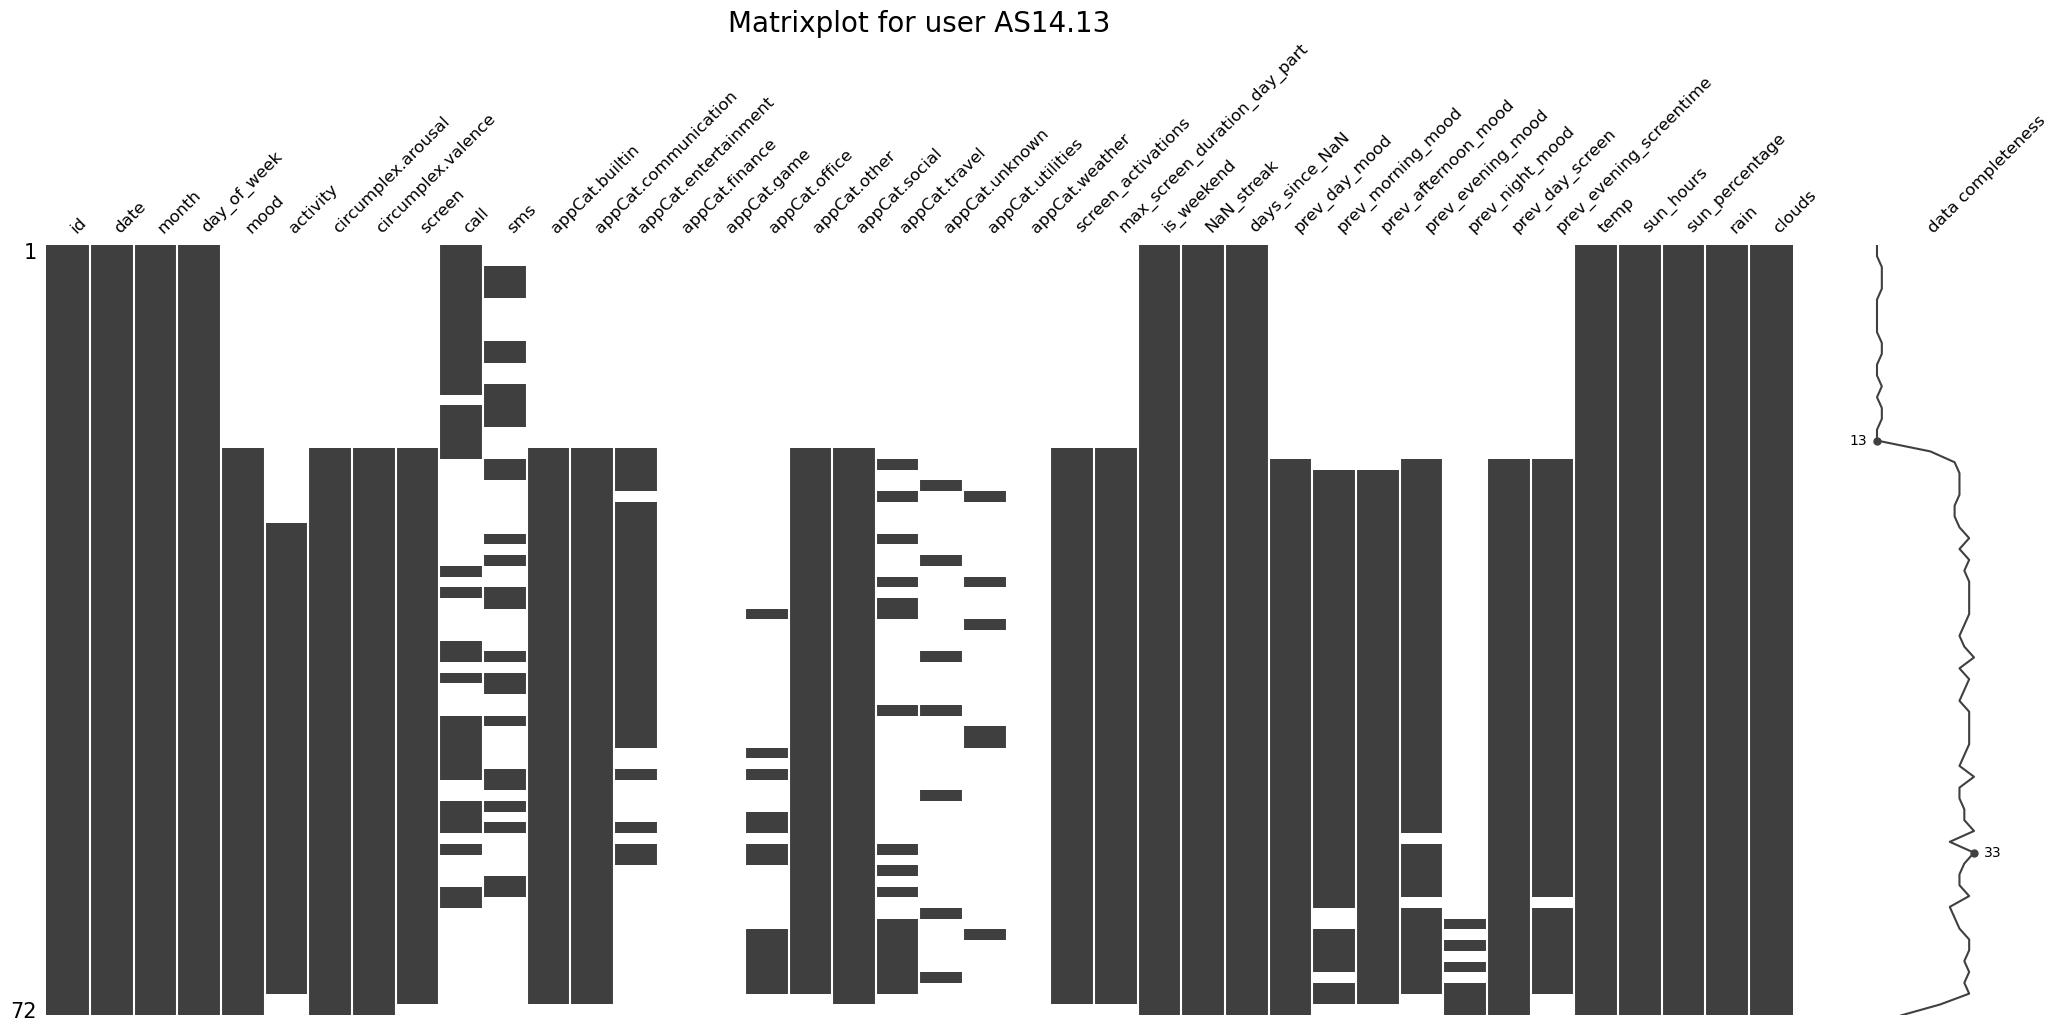 Matrixplot for user AS14.13
id
date
month
day_of_week
mood
activity
circumplex.arousal
circumplex.valence
screen
call
sms
appCat.builtin
appCat.communication
appCat.entertainment
appCat.finance
appCat.game
appCat.office
appCat.other
appCat.social
appCat.travel
appCat.unknown
appCat.utilities
appCat.weather
screen_activations
max_screen_duration_day_part
is_weekend
NaN_streak
days_since_NaN
prev_day_mood
prev_morning_mood
prev_afternoon_mood
prev_evening_mood
prev_night_mood
prev_day_screen
prev_evening_screentime
temp
sun_hours
sun_percentage
rain
clouds
data completeness
1
13
33
72